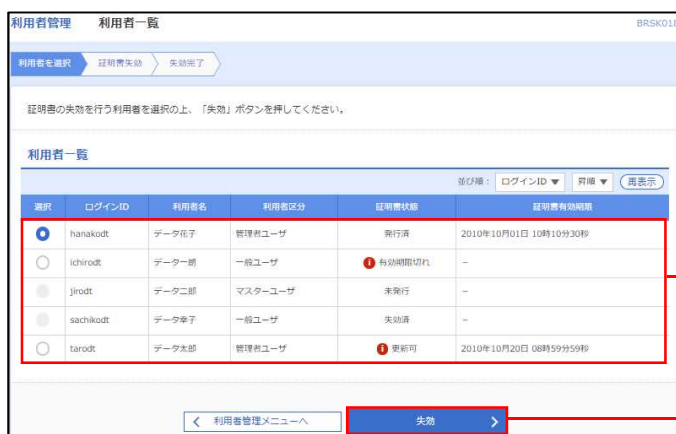 利用者管理 利用者一覧 BRSK018
利用者を選択 証明書失効 失効完了
証明書の失効を行う利用者を選択の上、「失効」ボタンを押してください。
利用者一覧
並び順： ログインID ▼ 昇順 ▼ 再表示
選択 ログインID 利用者名 利用者区分 証明書状態 証明書有効期限
hanakodt データ花子 管理者ユーザ 発行済 2010年10月01日 10時10分30秒
ichirodt データ一朗 一般ユーザ 有効期限切れ －
jirodt データ二郎 マスターユーザ 未発行 －
sachikodt データ幸子 一般ユーザ 失効済 －
tarodt データ太郎 管理者ユーザ 更新可 2010年10月20日 08時59分59秒
利用者管理メニューへ 失効